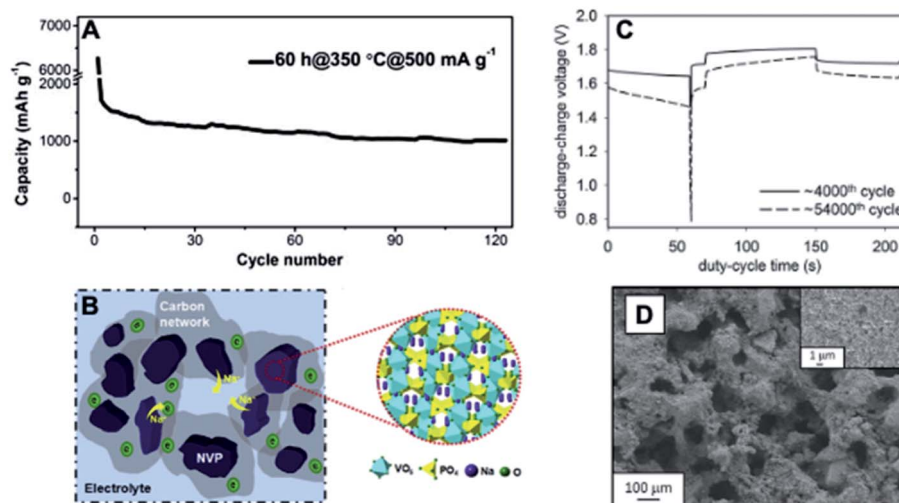 A
60 h@350 °C@500 mA g⁻¹
Capacity (mAh g⁻¹)
7000
6000
1000
0
0
30
60
90
120
Cycle number
C
discharge-charge voltage (V)
2.0
1.8
1.6
1.4
1.2
1.0
0.8
~4000th cycle
54000th cycle
0
50
100
150
200
duty-cycle time (s)
B
Carbon
network
Na⁺
Na⁺
Na⁺
e
e
e
e
e
e
e
e
e
e
NVP
Electrolyte
PO₄
Na
O
D
1 µm
100 µm